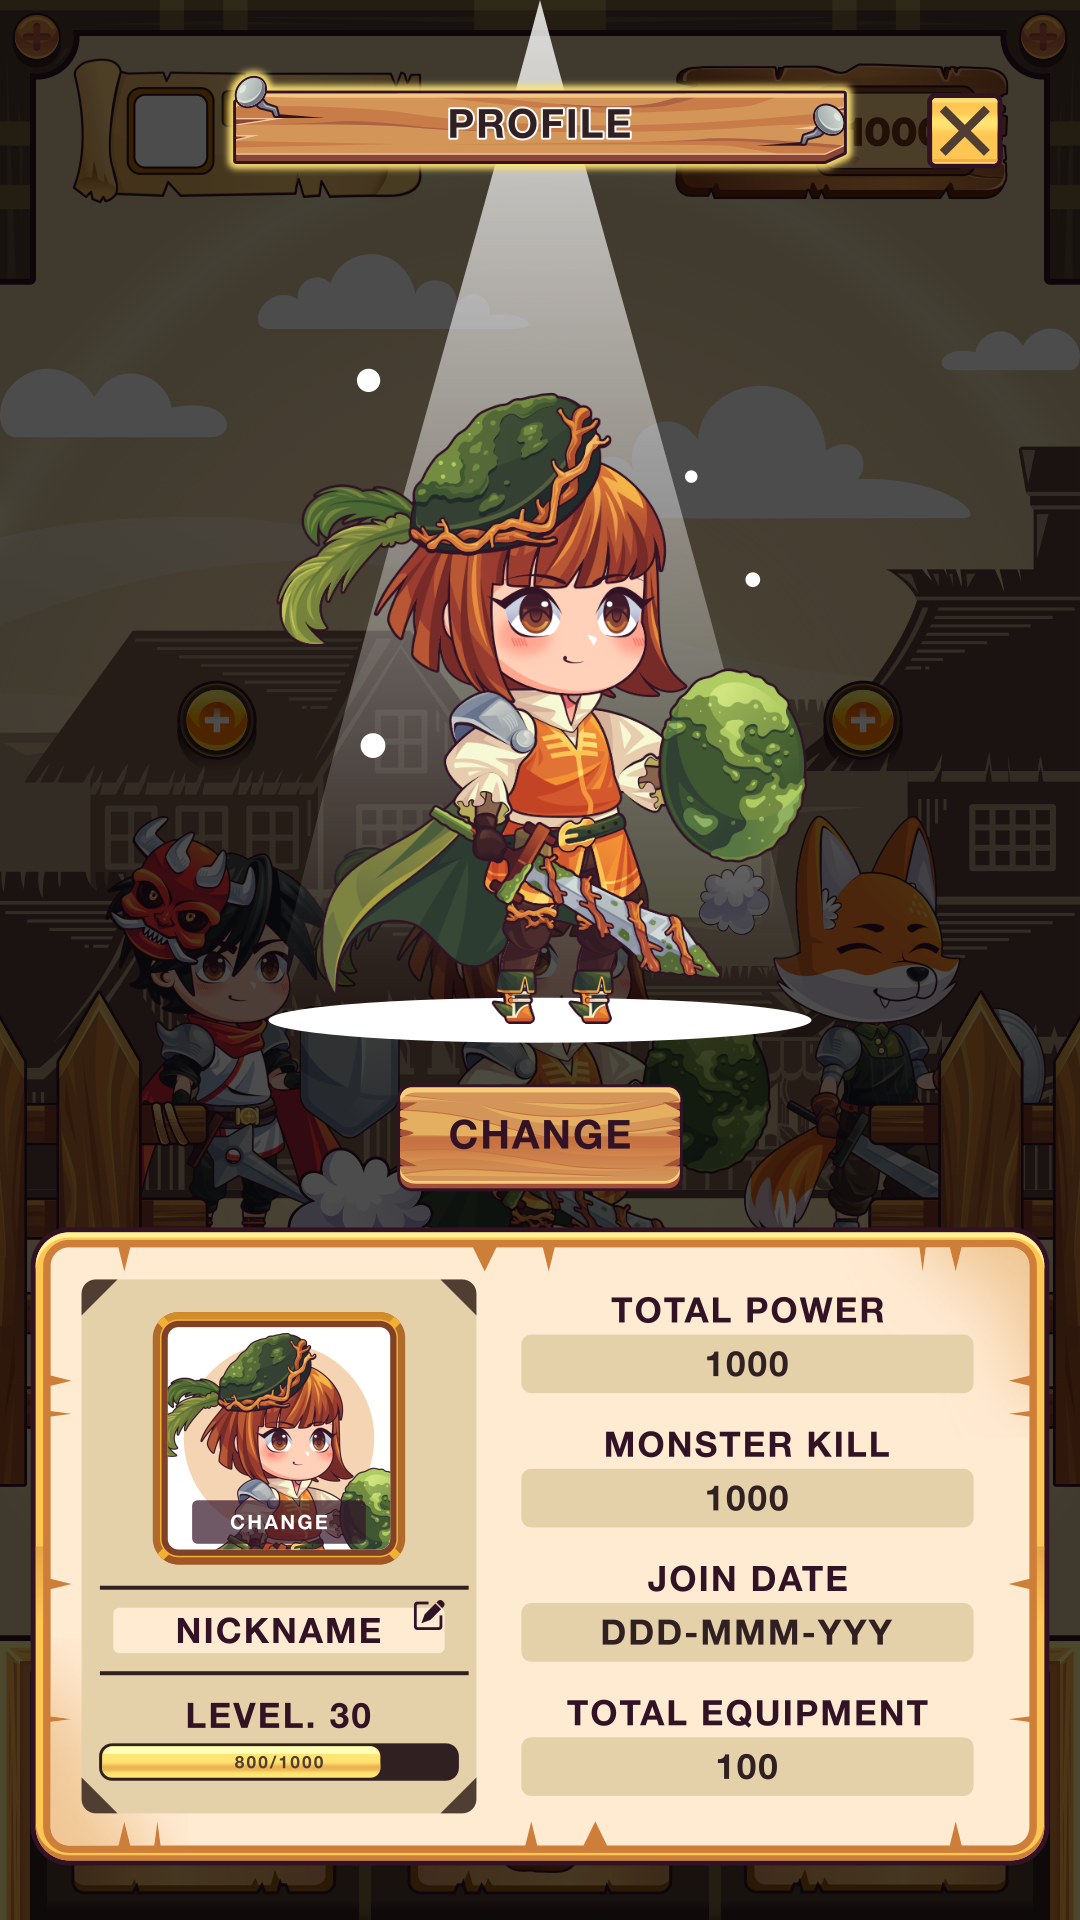 PROFILE
CHANGE
TOTAL POWER
1000
MONSTER KILL
1000
CHANGE
JOIN DATE
NICKNAME
DDD-MMM-YYY
LEVEL. 30
TOTAL EQUIPMENT
800/1000
100